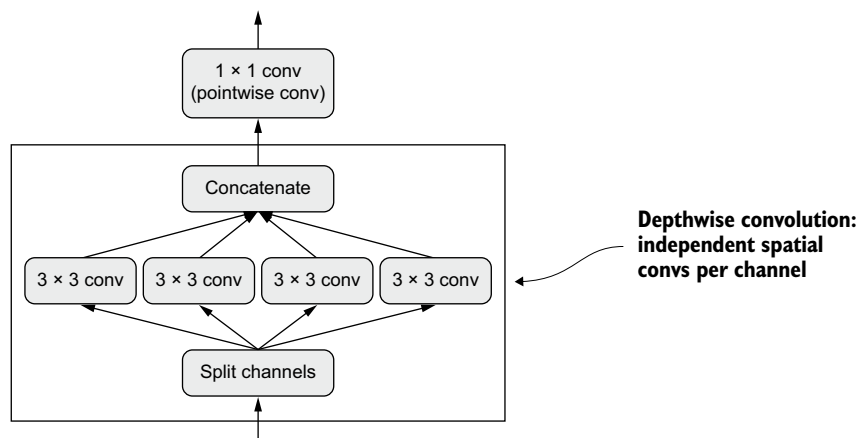 1 × 1 conv
(pointwise conv)
Concatenate
3 × 3 conv
3 × 3 conv
3 × 3 conv
3 × 3 conv
Split channels
Depthwise convolution:
independent spatial
convs per channel